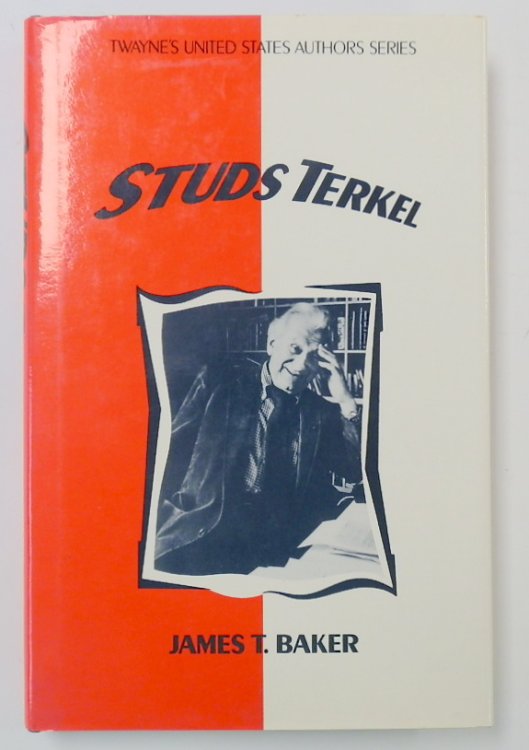 TWAYNE'S UNITED STATES AUTHORS SERIES
STUDS TERKEL
JAMES T. BAKER